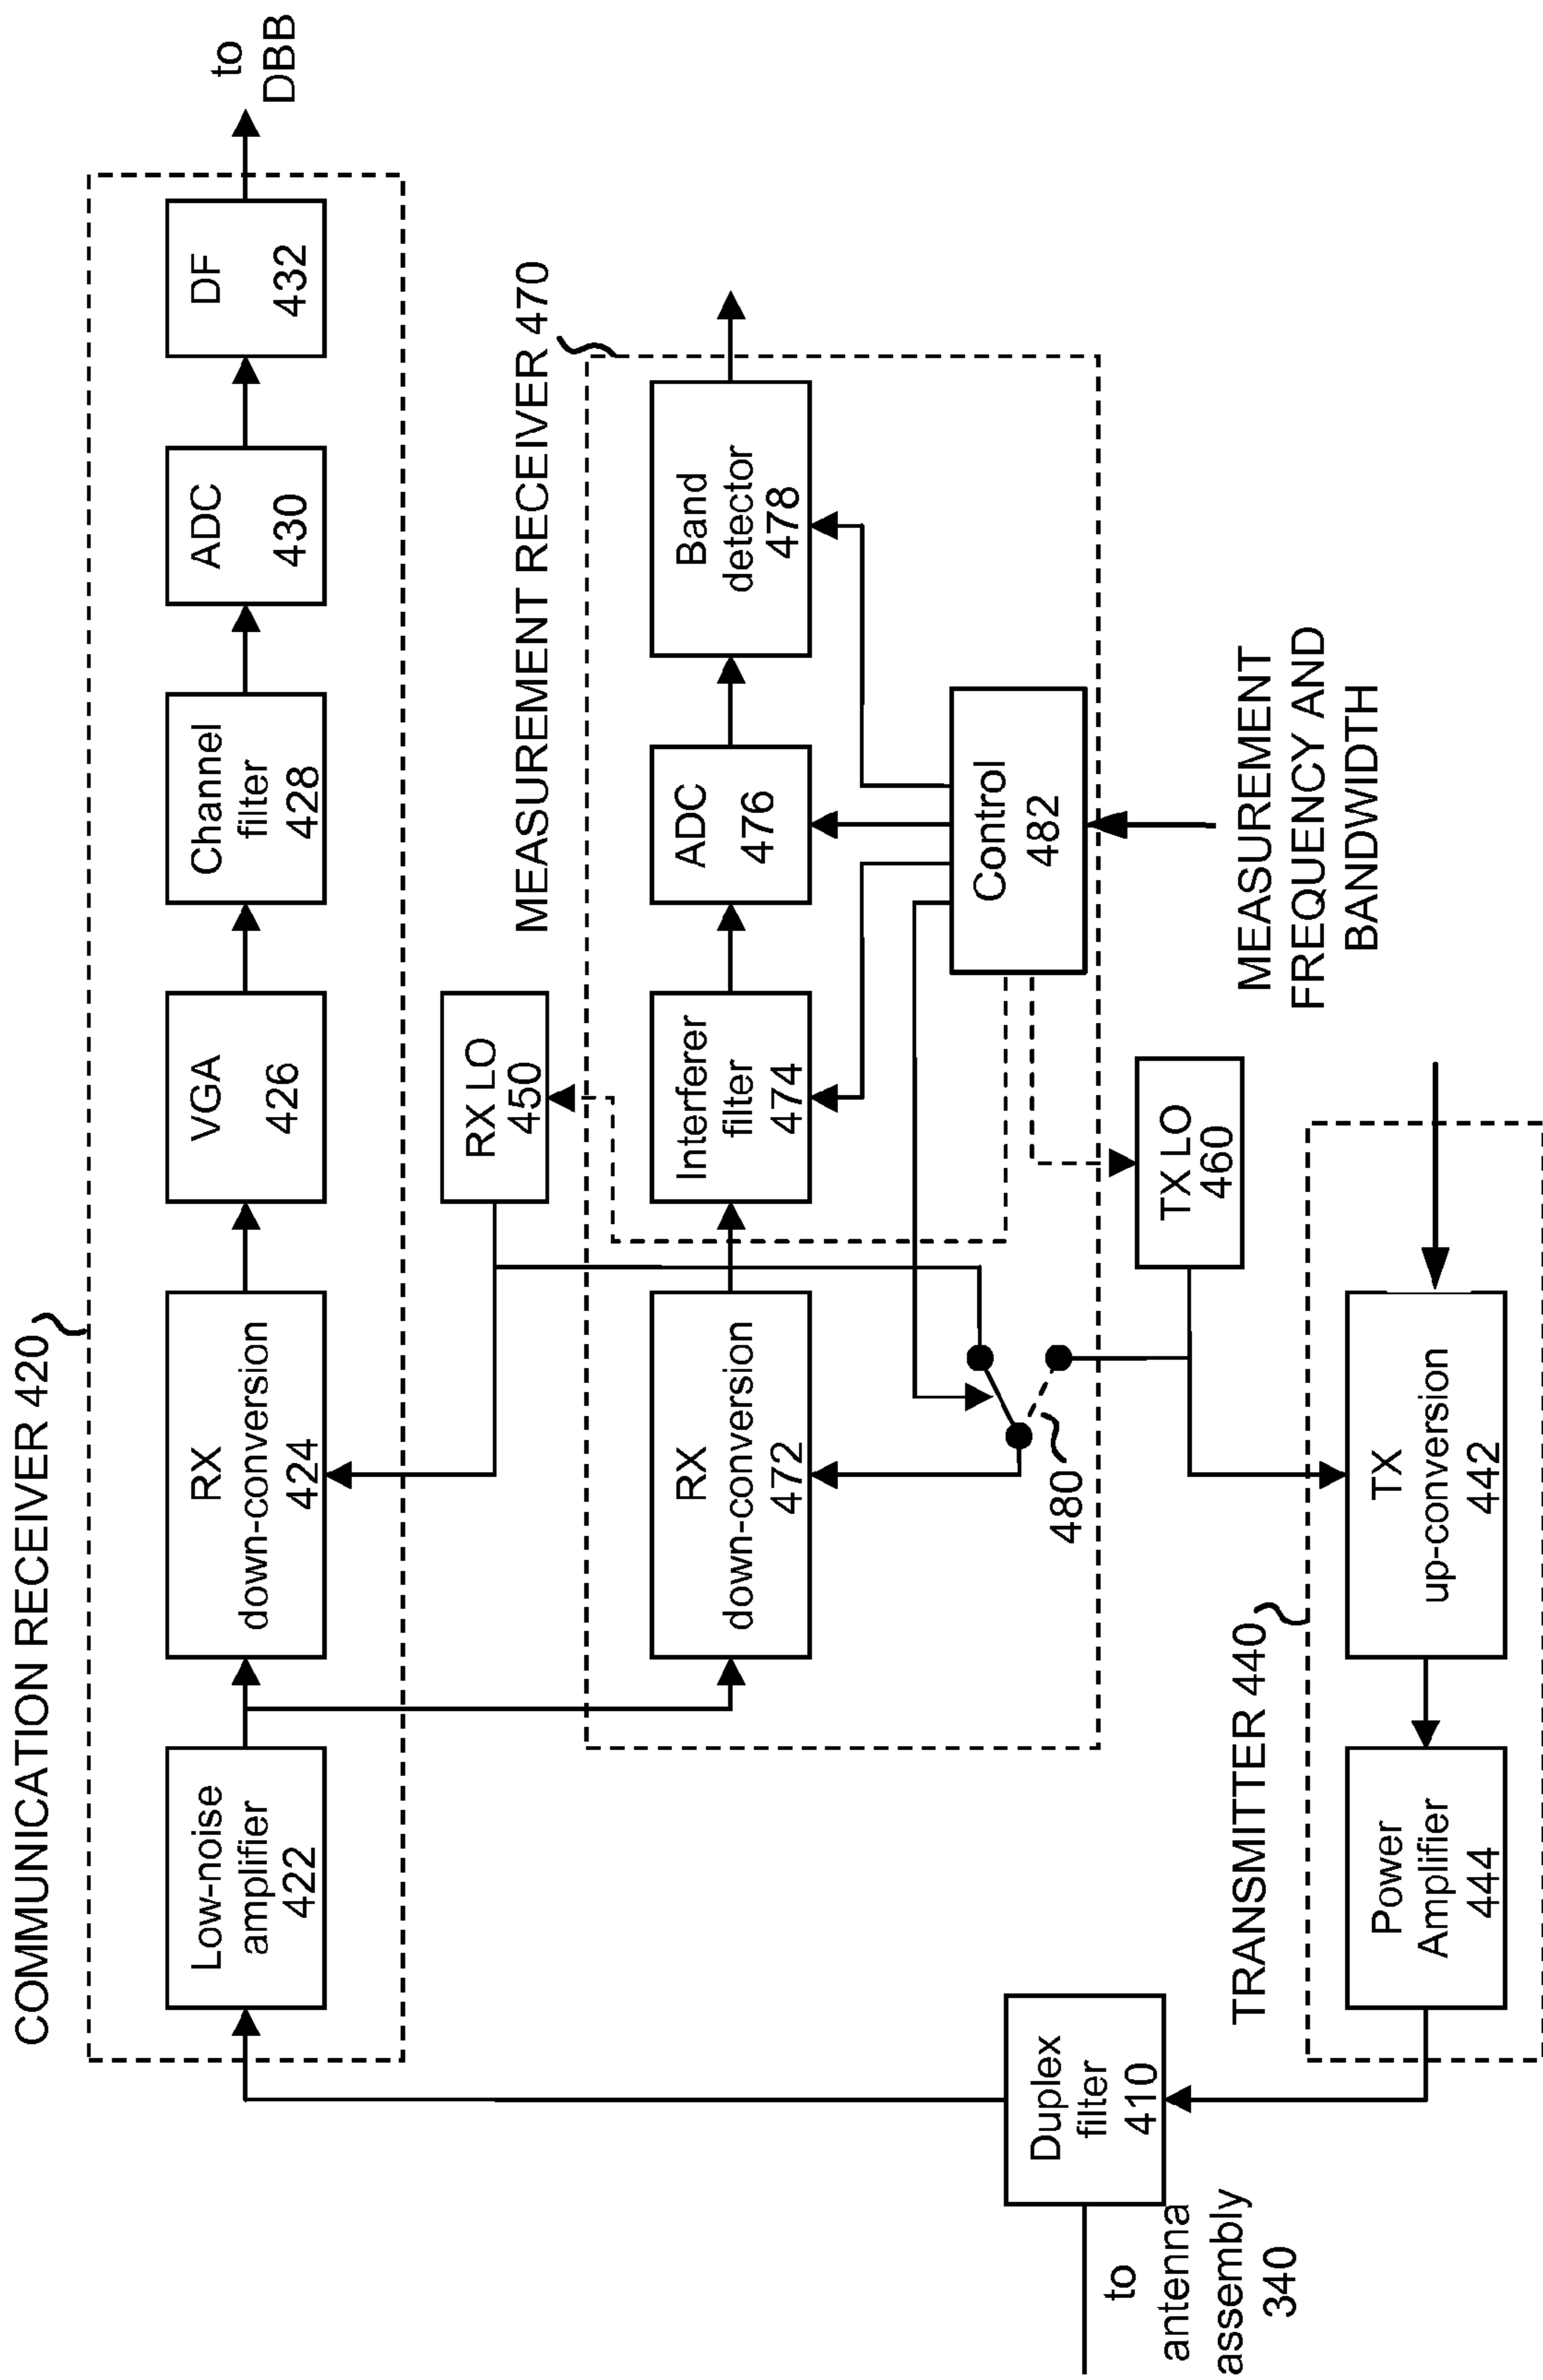 COMMUNICATION RECEIVER 420
Low-noise
amplifier
422
RX
down-conversion
424
VGA
426
Channel
filter
428
ADC
430
DF
432
to
DBB
RX LO
450
MEASUREMENT RECEIVER 470
RX
down-conversion
472
Interferer
filter
474
ADC
476
Band
detector
478
480
Control
482
MEASUREMENT
FREQUENCY AND
BANDWIDTH
TX LO
460
Duplex
filter
410
to
antenna
assembly
340
TRANSMITTER 440
Power
Amplifier
444
TX
up-conversion
442